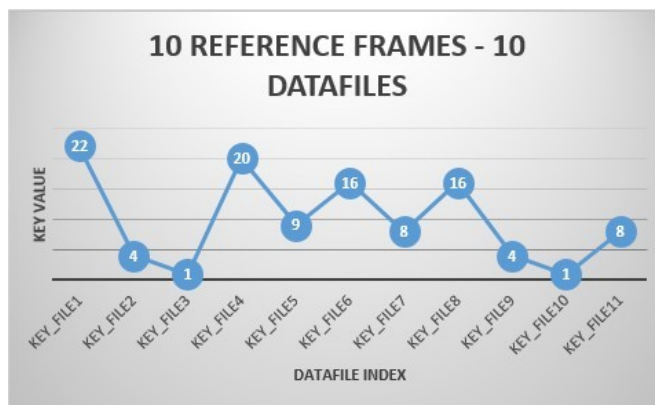 10 REFERENCE FRAMES - 10
DATAFILES
KEY VALUE
22
4
1
20
9
16
8
16
4
1
8
KEY_FILE1
KEY_FILE2
KEY_FILE3
KEY_FILE4
KEY_FILE5
KEY_FILE6
KEY_FILE7
KEY_FILE8
KEY_FILE9
KEY_FILE10
KEY_FILE11
DATAFILE INDEX